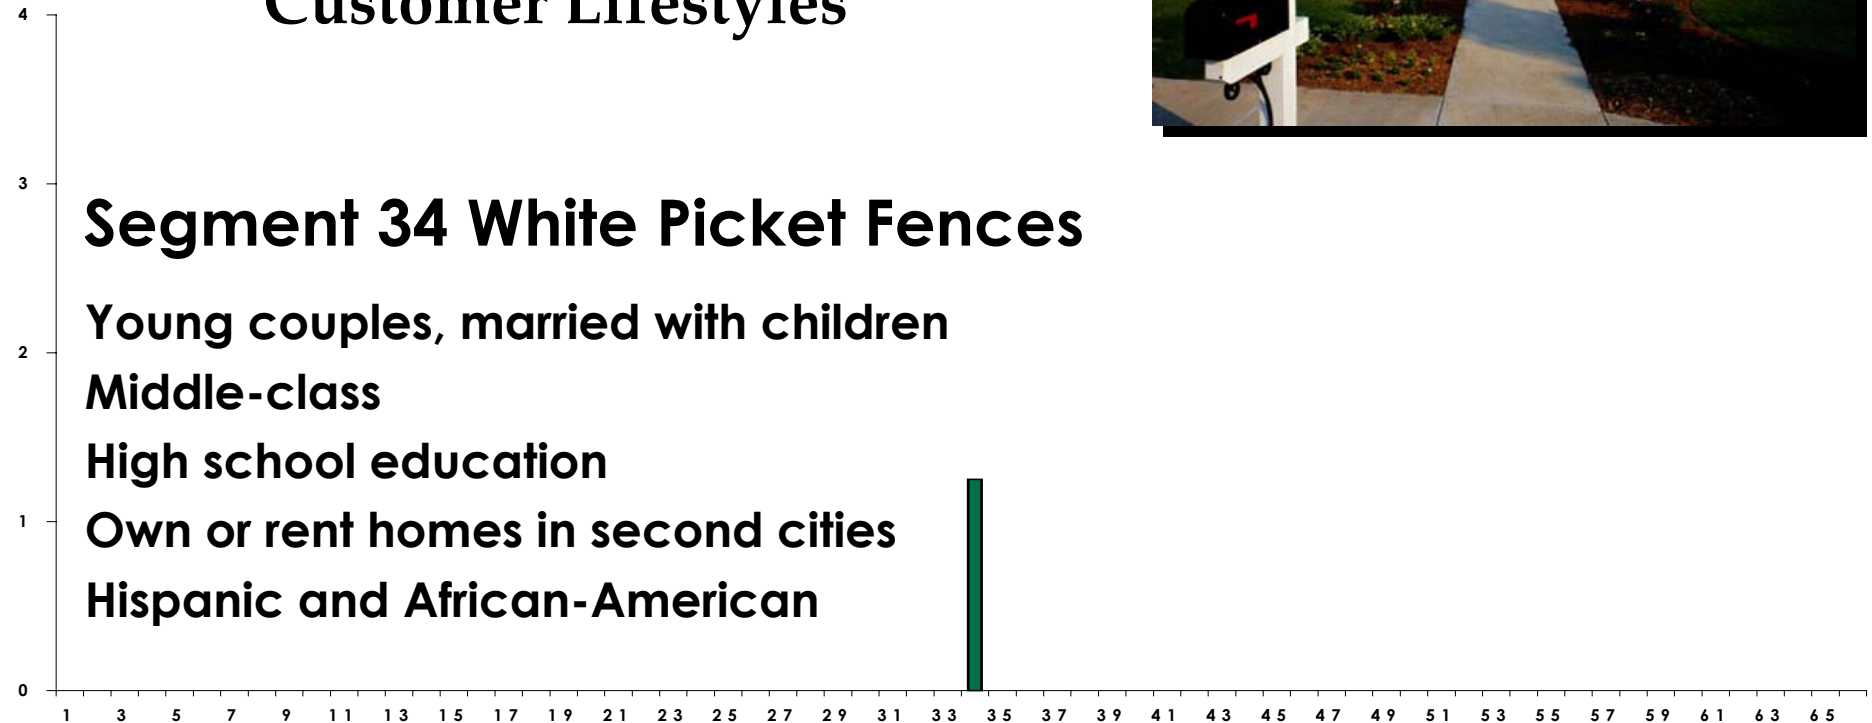 Customer Lifestyles
4
3
Segment 34 White Picket Fences
Young couples, married with children
2
Middle-class
High school education
1
Own or rent homes in second cities
Hispanic and African-American
0
1 3 5 7 9 11 13 15 17 19 21 23 25 27 29 31 33 35 37 39 41 43 45 47 49 51 53 55 57 59 61 63 65